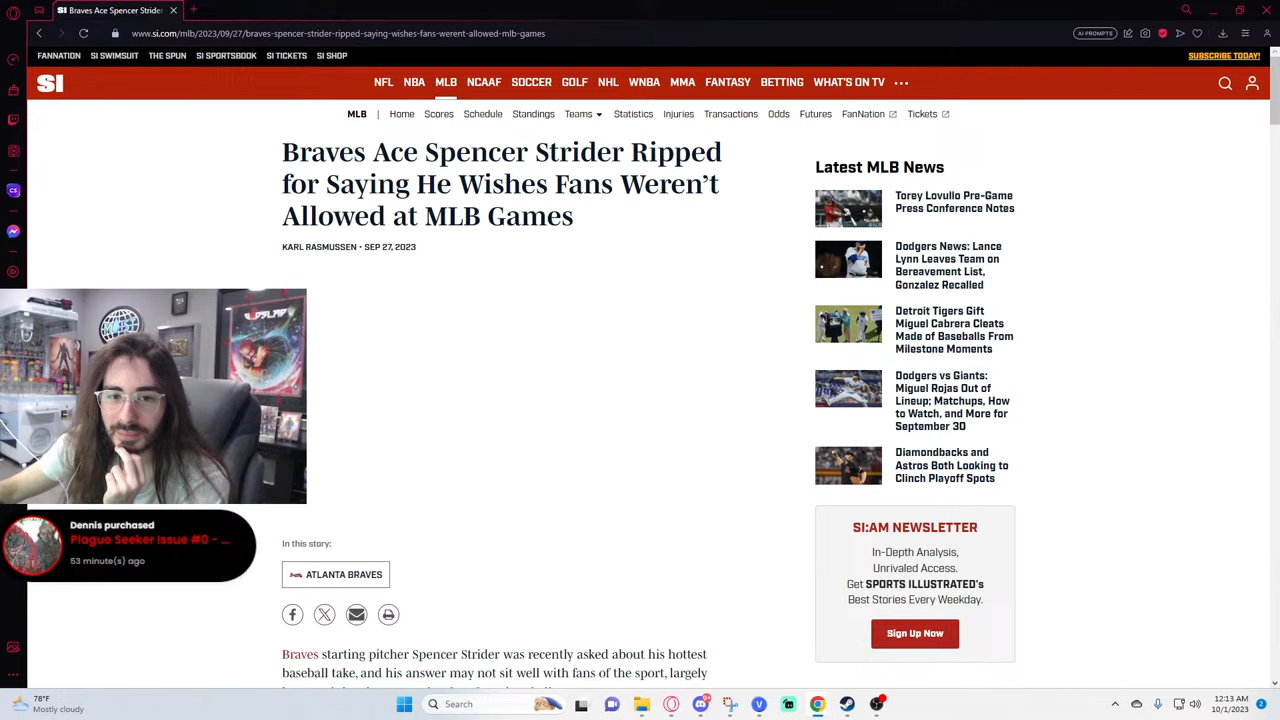 SI Braves Ace Spencer Strider R
www.si.com/mlb/2023/09/27/braves-spencer-strider-ripped-saying-wishes-fans-werent-allowed-mlb-games
AI PROMPTS
FANNATION SI SWIMSUIT THE SPUN SI SPORTSBOOK SI TICKETS SI SHOP
SUBSCRIBE TODAY!
SI
NFL NBA MLB NCAAF SOCCER GOLF NHL WNBA MMA FANTASY BETTING WHAT'S ON TV
MLB | Home Scores Schedule Standings Teams Statistics Injuries Transactions Odds Futures FanNation Tickets
Braves Ace Spencer Strider Ripped
for Saying He Wishes Fans Weren't
Allowed at MLB Games
KARL RASMUSSEN • SEP 27, 2023
Latest MLB News
Torey Lovullo Pre-Game
Press Conference Notes
Dodgers News: Lance
Lynn Leaves Team on
Bereavement List,
Gonzalez Recalled
Detroit Tigers Gift
Miguel Cabrera Cleats
Made of Baseballs From
Milestone Moments
Dodgers vs Giants:
Miguel Rojas Out of
Lineup; Matchups, How
to Watch, and More for
September 30
Diamondbacks and
Astros Both Looking to
Clinch Playoff Spots
GODSLAP
Dennis purchased
Plague Seeker Issue #0 - ...
53 minute(s) ago
In this story:
ATLANTA BRAVES
Braves starting pitcher Spencer Strider was recently asked about his hottest
baseball take, and his answer may not sit well with fans of the sport, largely
SI:AM NEWSLETTER
In-Depth Analysis,
Unrivaled Access.
Get SPORTS ILLUSTRATED's
Best Stories Every Weekday.
Sign Up Now
78°F
Mostly cloudy
Search
12:13 AM
10/1/2023
2